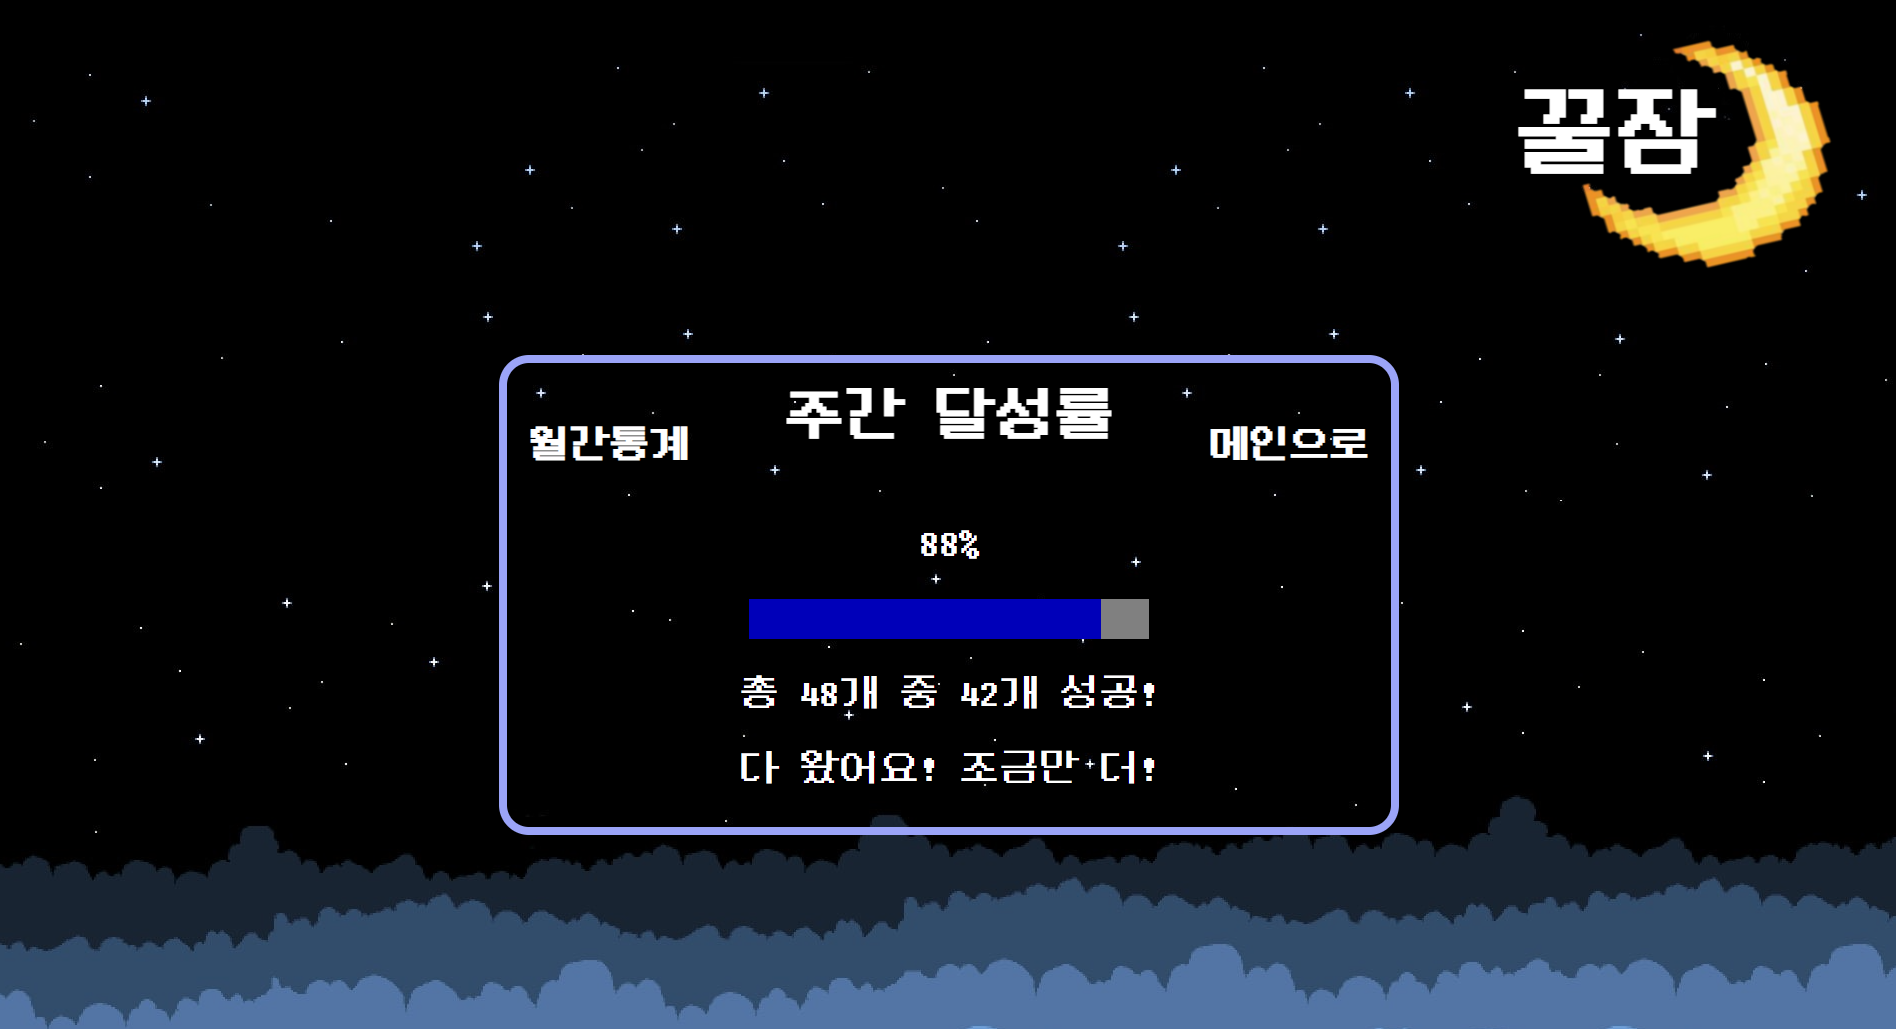 꿀잠
주간 달성률
월간통계
메인으로
88%
총 48개 중 42개 성공!
다 왔어요! 조금만 더!